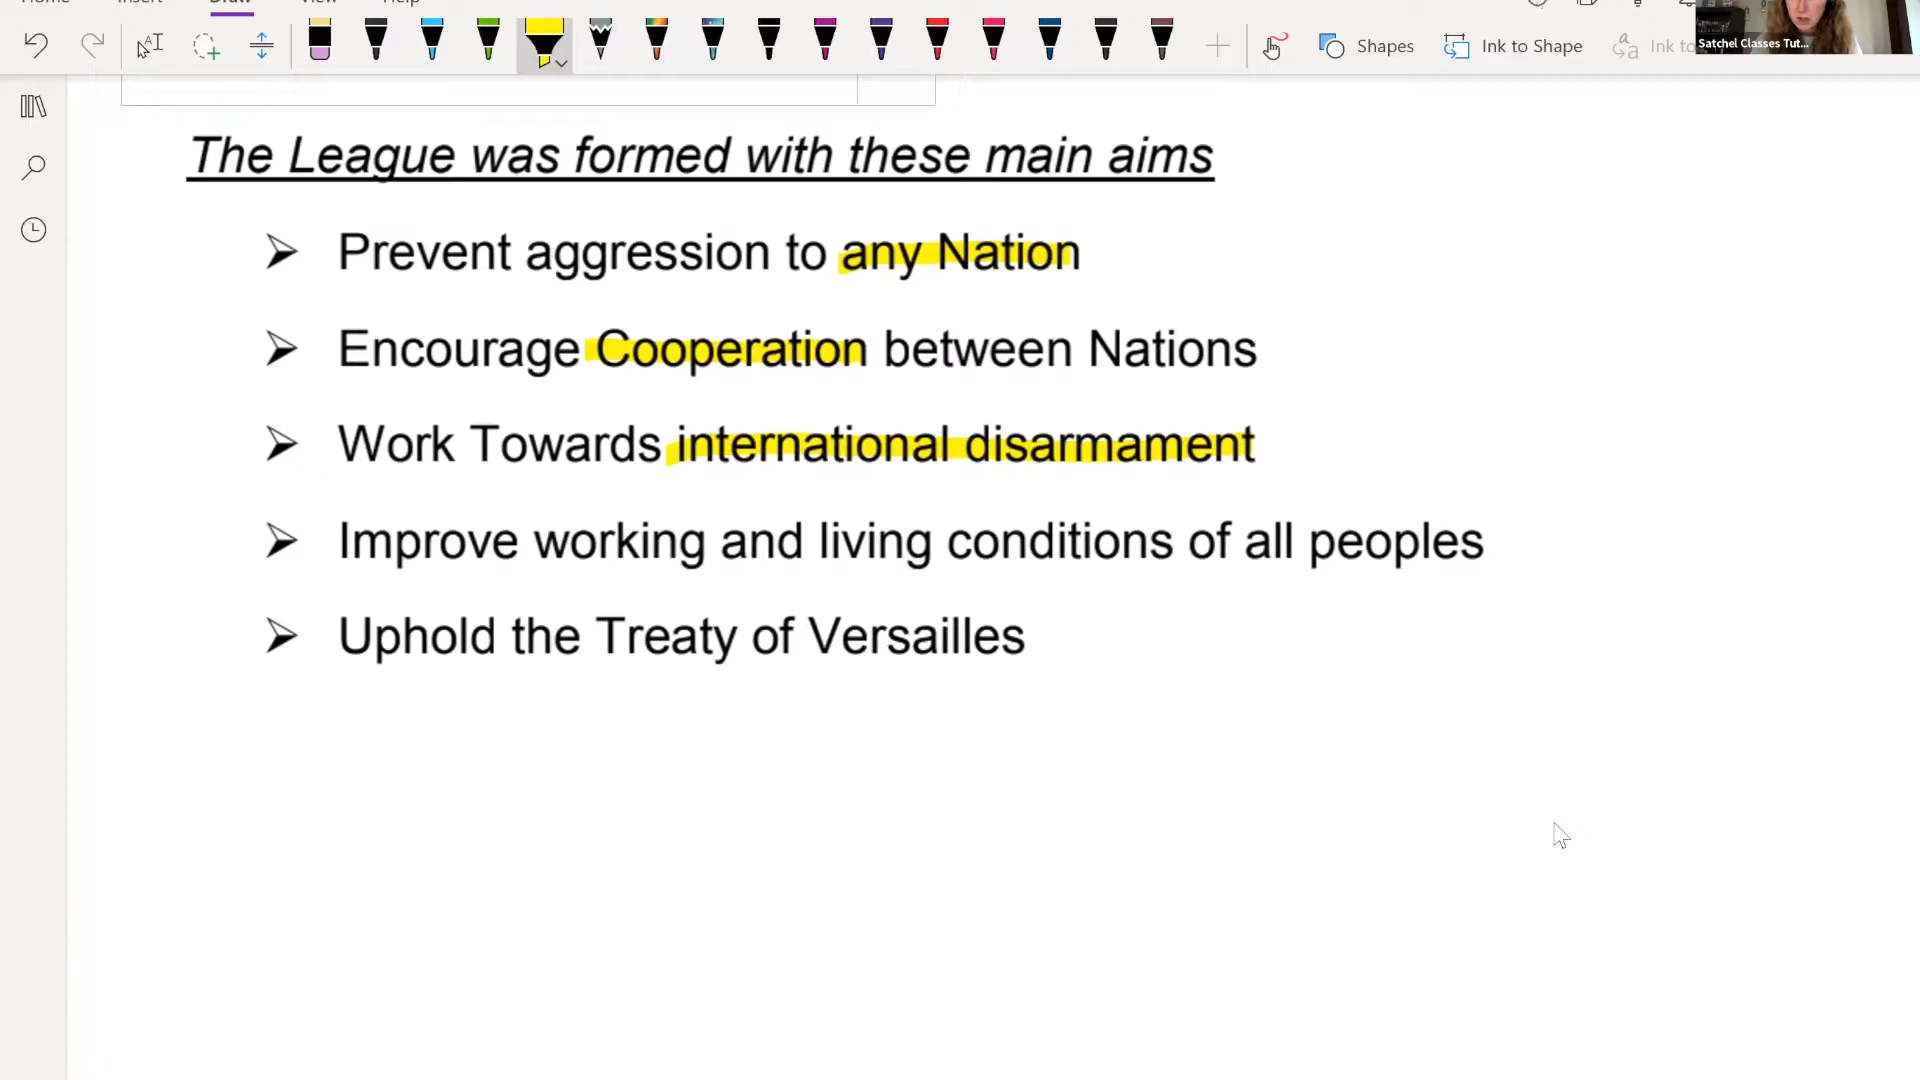 Home Insert Draw View Help
Shapes Ink to Shape Ink to
Satchel Classes Tut...
The League was formed with these main aims
Prevent aggression to any Nation
Encourage Cooperation between Nations
Work Towards international disarmament
Improve working and living conditions of all peoples
Uphold the Treaty of Versailles